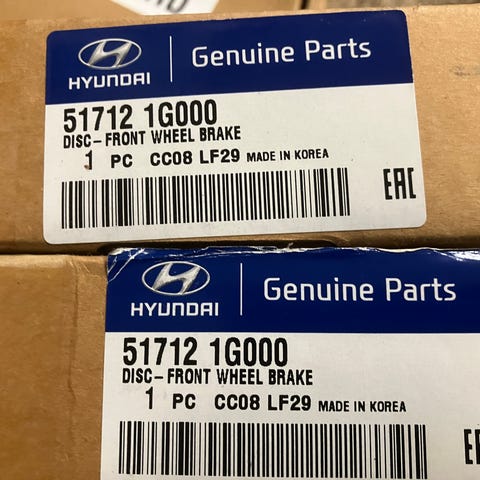 HYUNDAI
Genuine Parts
51712 1G000
DISC-FRONT WHEEL BRAKE
1 PC CC08 LF29 MADE IN KOREA
EAC
HYUNDAI
Genuine Parts
51712 1G000
DISC-FRONT WHEEL BRAKE
1 PC CC08 LF29 MADE IN KOREA